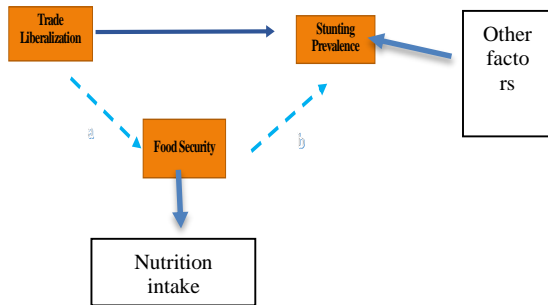 Trade
Liberalization
Stunting
Prevalence
Other
facto
rs
Food Security
Nutrition
intake